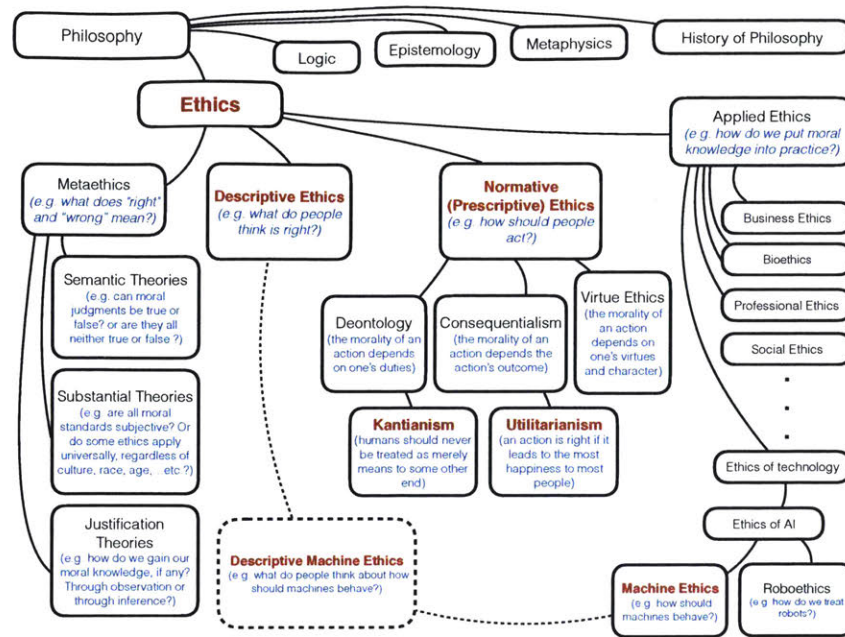 Philosophy
Logic
Epistemology
Metaphysics
History of Philosophy
Ethics
Applied Ethics
(e.g. how do we put moral
knowledge into practice?)
Metaethics
(e.g. what does "right"
and "wrong" mean?)
Descriptive Ethics
(e.g. what do people
think is right?)
Normative
(Prescriptive) Ethics
(e.g how should people
act?)
Business Ethics
Bioethics
Professional Ethics
Social Ethics
Semantic Theories
(e.g. can moral
judgments be true or
false? or are they all
neither true or false ?)
Deontology
(the morality of an
action depends
on one's duties)
Consequentialism
(the morality of an
action depends the
action's outcome)
Virtue Ethics
(the morality of
an action
depends on
one's virtues
and character)
Substantial Theories
(e.g are all moral
standards subjective? Or
do some ethics apply
universally, regardless of
culture, race, age, ..etc ?)
Kantianism
(humans should never
be treated as merely
means to some other
end)
Utilitarianism
(an action is right if it
leads to the most
happiness to most
people)
.
.
.
.
Ethics of technology
Ethics of AI
Justification
Theories
(e.g how do we gain our
moral knowledge, if any?
Through observation or
through inference?)
Descriptive Machine Ethics
(e.g. what do people think about how
should machines behave?)
Machine Ethics
(e.g how should
machines behave?)
Roboethics
(e.g how do we treat
robots?)